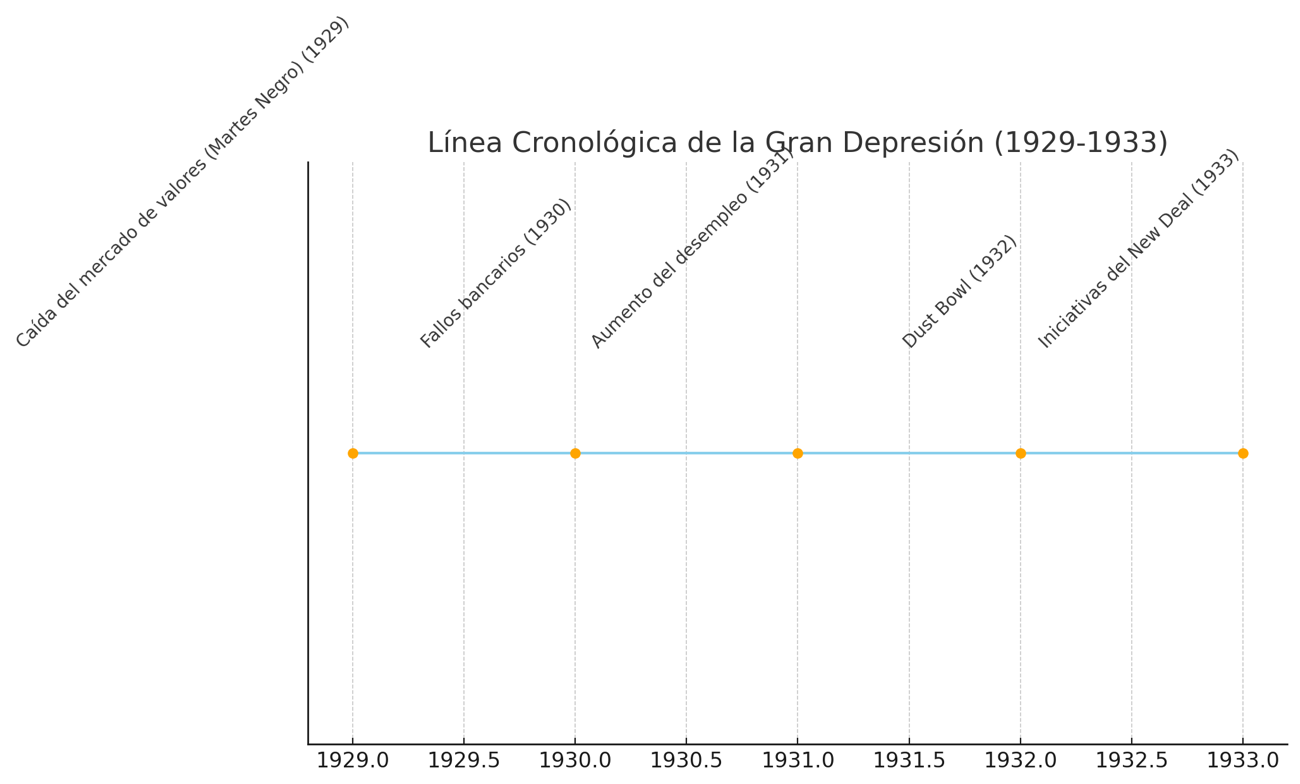 Línea Cronológica de la Gran Depresión (1929-1933)
Caída del mercado de valores (Martes Negro) (1929)
Fallos bancarios (1930)
Aumento del desempleo (1931)
Dust Bowl (1932)
Iniciativas del New Deal (1933)
1929.0 1929.5 1930.0 1930.5 1931.0 1931.5 1932.0 1932.5 1933.0